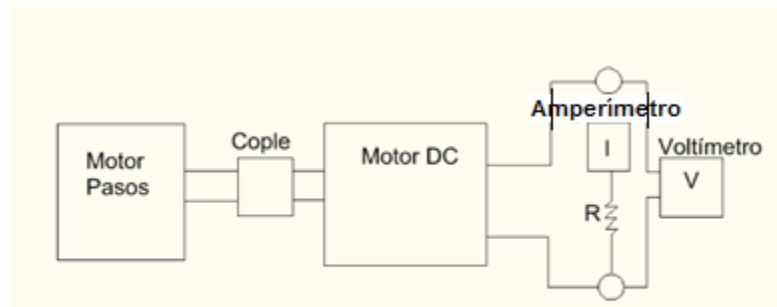 Motor
Pasos
Cople
Motor DC
Amperímetro
I
R
Voltímetro
V